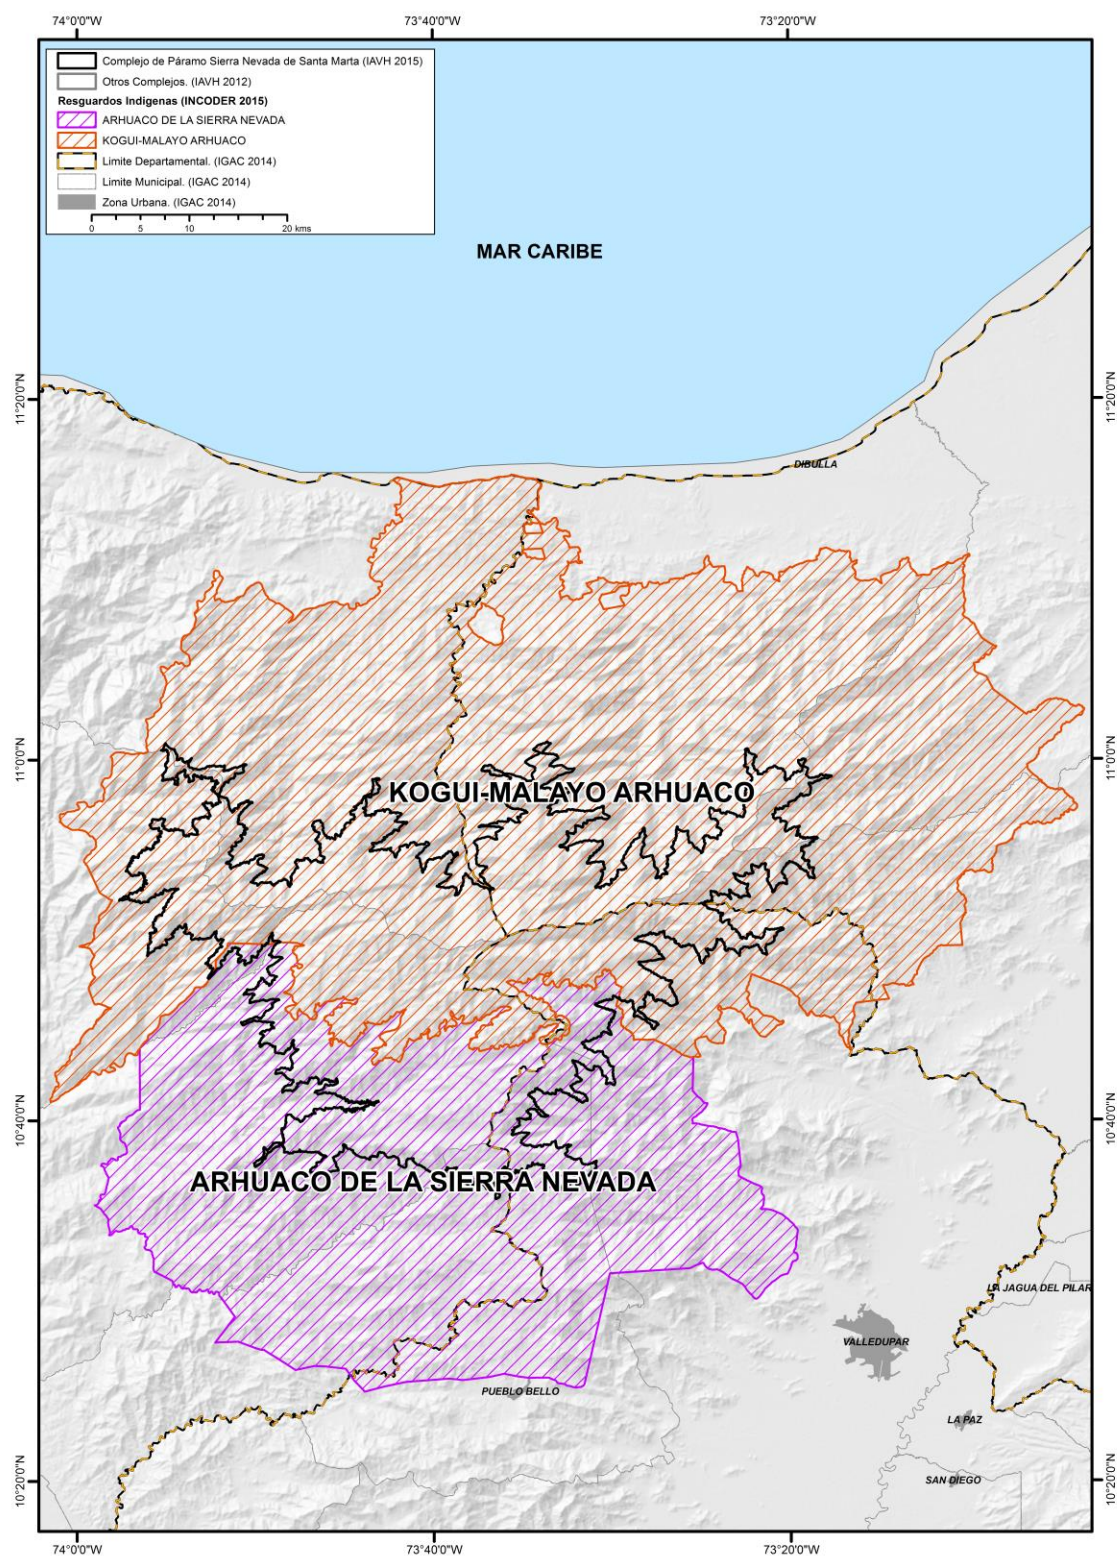 74°0'0"W 73°40'0"W 73°20'0"W
Complejo de Páramo Sierra Nevada de Santa Marta (IAVH 2015)
Otros Complejos. (IAVH 2012)
Resguardos Indigenas (INCODER 2015)
ARHUACO DE LA SIERRA NEVADA
KOGUI-MALAYO ARHUACO
Limite Departamental. (IGAC 2014)
Limite Municipal. (IGAC 2014)
Zona Urbana. (IGAC 2014)
0 5 10 20 kms
MAR CARIBE
11°20'0"N 11°20'0"N
DIBULLA
11°0'0"N 11°0'0"N
KOGUI-MALAYO ARHUACO
10°40'0"N 10°40'0"N
ARHUACO DE LA SIERRA NEVADA
LA JAGUA DEL PILAR
VALLEDUPAR
PUEBLO BELLO
LA PAZ
SAN DIEGO
10°20'0"N 10°20'0"N
74°0'0"W 73°40'0"W 73°20'0"W